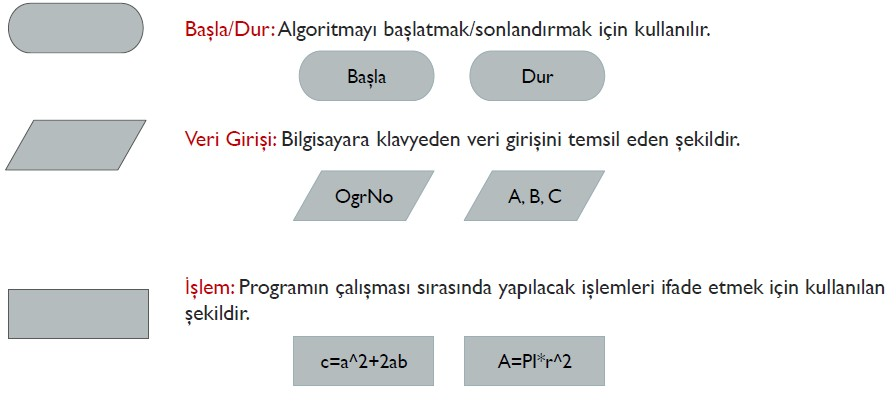 Başla/Dur: Algoritmayı başlatmak/sonlandırmak için kullanılır.
Başla Dur
Veri Girişi: Bilgisayara klavyeden veri girişini temsil eden şekildir.
OgrNo A, B, C
İşlem: Programın çalışması sırasında yapılacak işlemleri ifade etmek için kullanılan
şekildir.
c=a^2+2ab A=PI*r^2